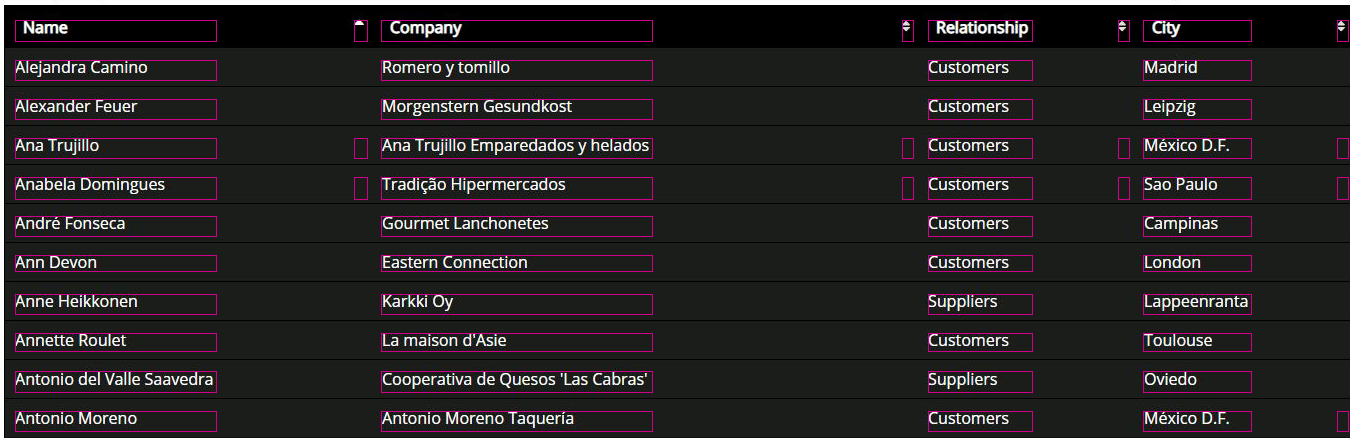 Name Company Relationship City
Alejandra Camino Romero y tomillo Customers Madrid
Alexander Feuer Morgenstern Gesundkost Customers Leipzig
Ana Trujillo Ana Trujillo Emparedados y helados Customers México D.F.
Anabela Domingues Tradição Hipermercados Customers Sao Paulo
André Fonseca Gourmet Lanchonetes Customers Campinas
Ann Devon Eastern Connection Customers London
Anne Heikkonen Karkki Oy Suppliers Lappeenranta
Annette Roulet La maison d'Asie Customers Toulouse
Antonio del Valle Saavedra Cooperativa de Quesos 'Las Cabras' Suppliers Oviedo
Antonio Moreno Antonio Moreno Taquería Customers México D.F.